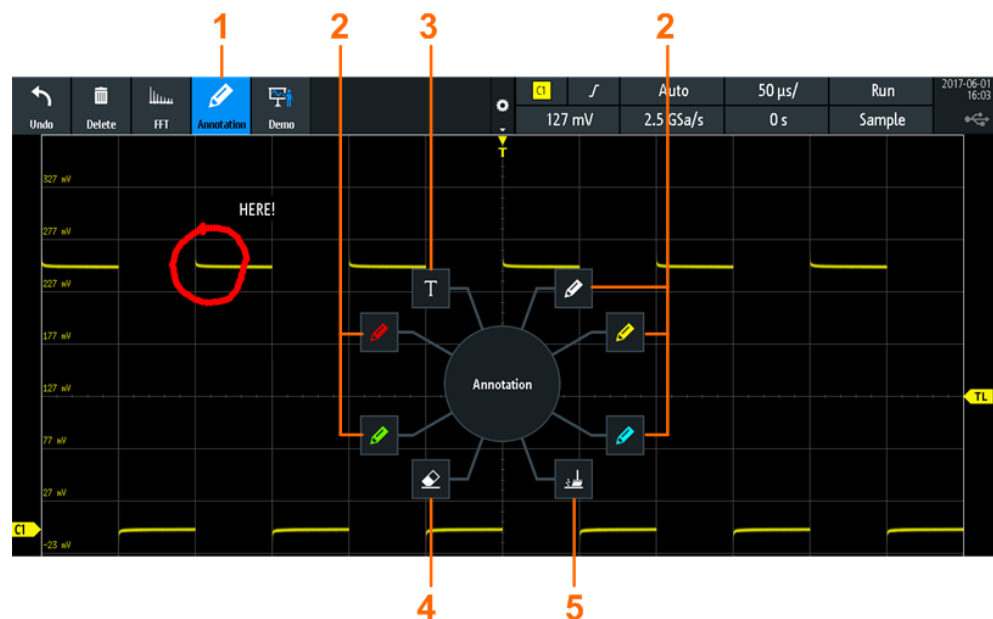 1 2 3 2
Undo Delete FFT Annotation Demo
C1 Auto 50 µs/ Run 2017-06-01
16:03
127 mV 2.5 GSa/s 0 s Sample
T
327 mV
HERE!
277 mV
227 mV
T
177 mV
Annotation
127 mV
TL
77 mV
27 mV
C1
-23 mV
4 5